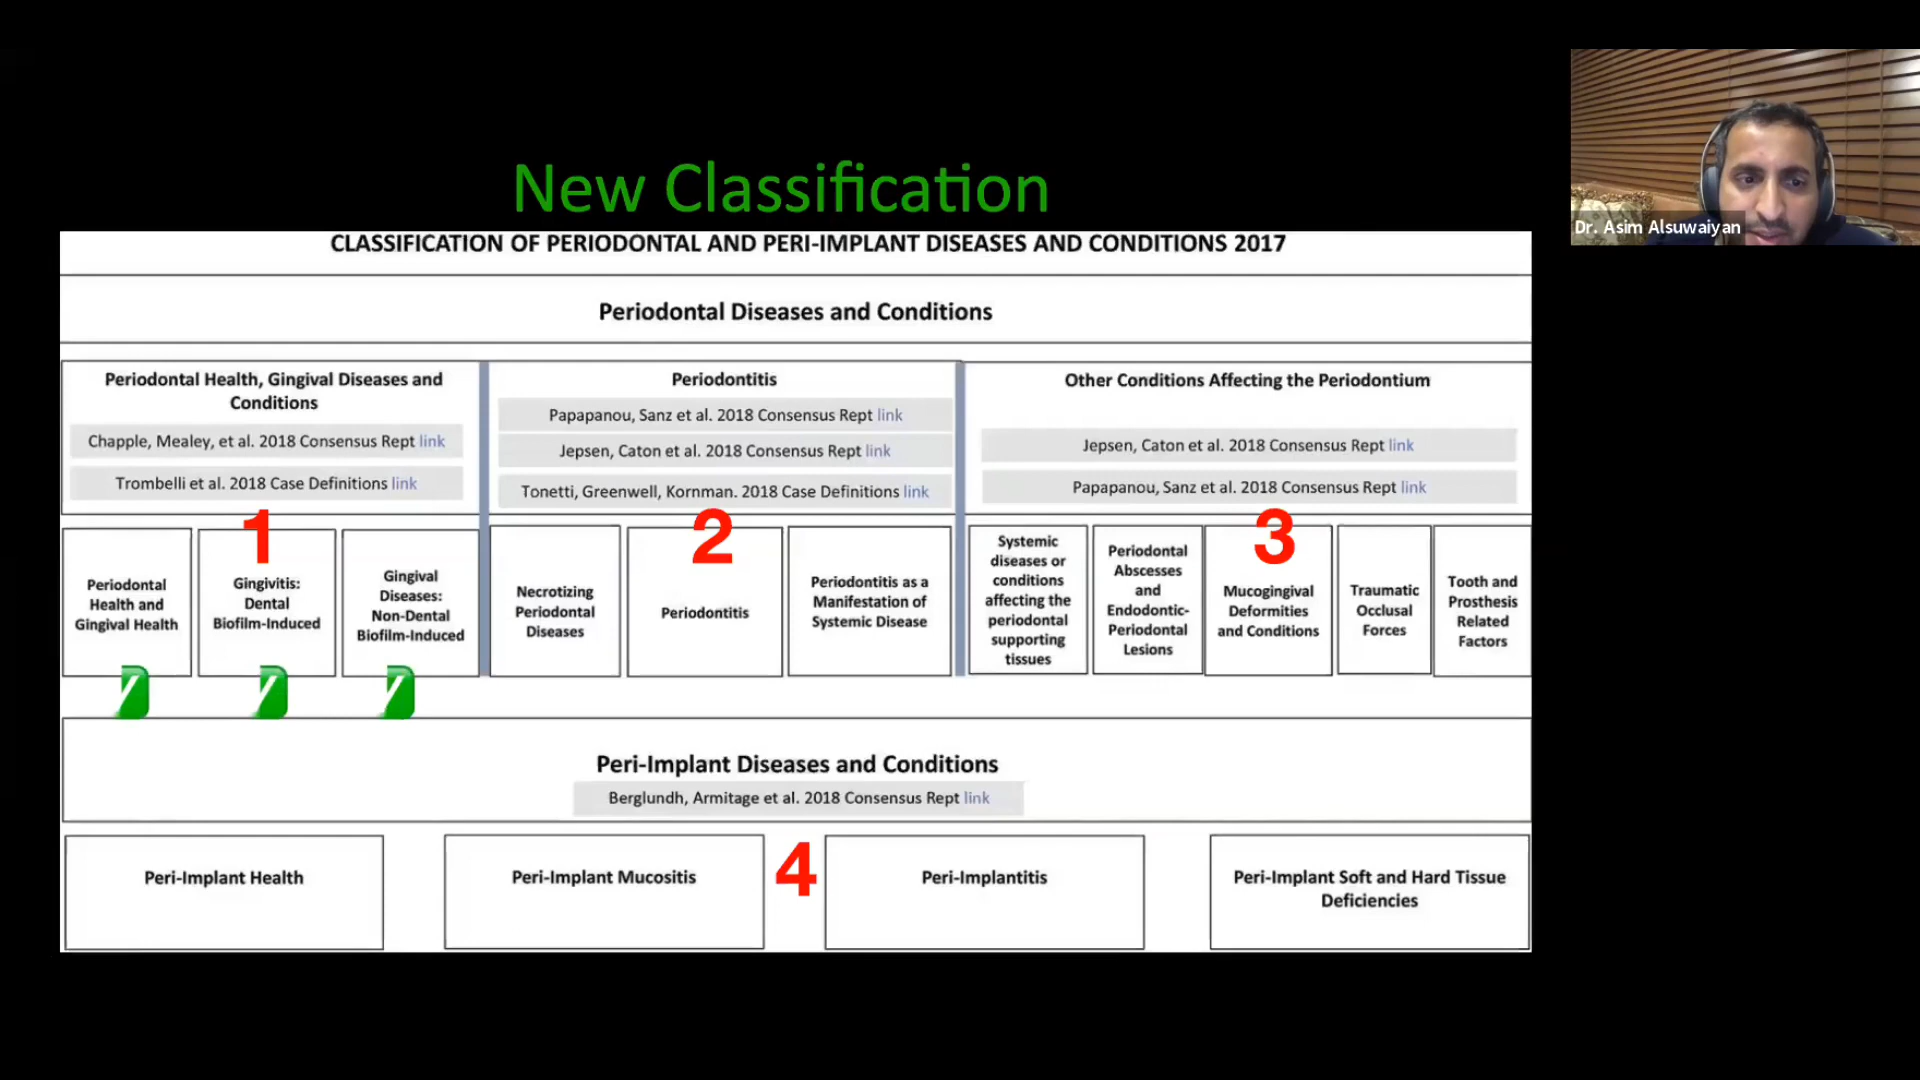 New Classification
Dr. Asim Alsuwaiyan
CLASSIFICATION OF PERIODONTAL AND PERI-IMPLANT DISEASES AND CONDITIONS 2017
Periodontal Diseases and Conditions
Periodontal Health, Gingival Diseases and
Conditions
Chapple, Mealey, et al. 2018 Consensus Rept link
Trombelli et al. 2018 Case Definitions link
Periodontitis
Papapanou, Sanz et al. 2018 Consensus Rept link
Jepsen, Caton et al. 2018 Consensus Rept link
Tonetti, Greenwell, Kornman. 2018 Case Definitions link
Other Conditions Affecting the Periodontium
Jepsen, Caton et al. 2018 Consensus Rept link
Papapanou, Sanz et al. 2018 Consensus Rept link
1
2
3
Periodontal
Health and
Gingival Health
Gingivitis:
Dental
Biofilm-Induced
Gingival
Diseases:
Non-Dental
Biofilm-Induced
Necrotizing
Periodontal
Diseases
Periodontitis
Periodontitis as a
Manifestation of
Systemic Disease
Systemic
diseases or
conditions
affecting the
periodontal
supporting
tissues
Periodontal
Abscesses
and
Endodontic-
Periodontal
Lesions
Mucogingival
Deformities
and Conditions
Traumatic
Occlusal
Forces
Tooth and
Prosthesis
Related
Factors
Peri-Implant Diseases and Conditions
Berglundh, Armitage et al. 2018 Consensus Rept link
Peri-Implant Health
Peri-Implant Mucositis
4
Peri-Implantitis
Peri-Implant Soft and Hard Tissue
Deficiencies